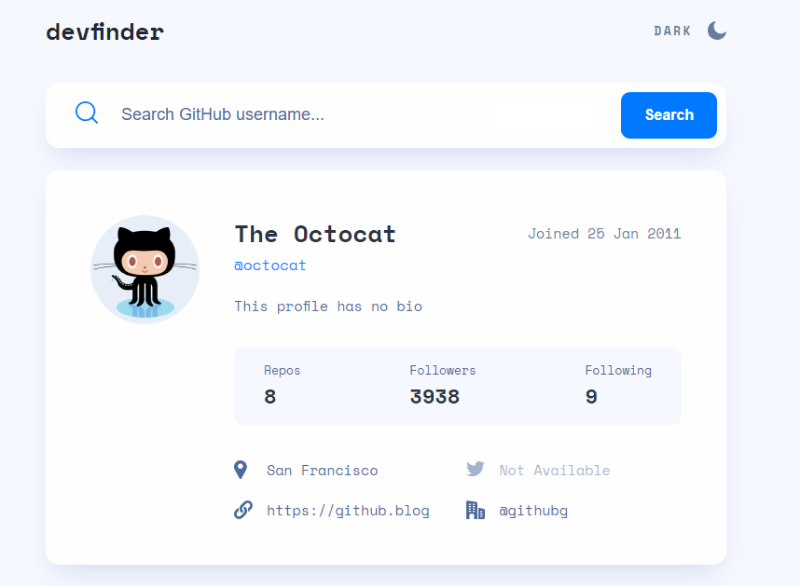 devfinder
DARK
Search GitHub username...
Search
The Octocat
Joined 25 Jan 2011
@octocat
This profile has no bio
Repos Followers Following
8 3938 9
San Francisco Not Available
https://github.blog @githubg